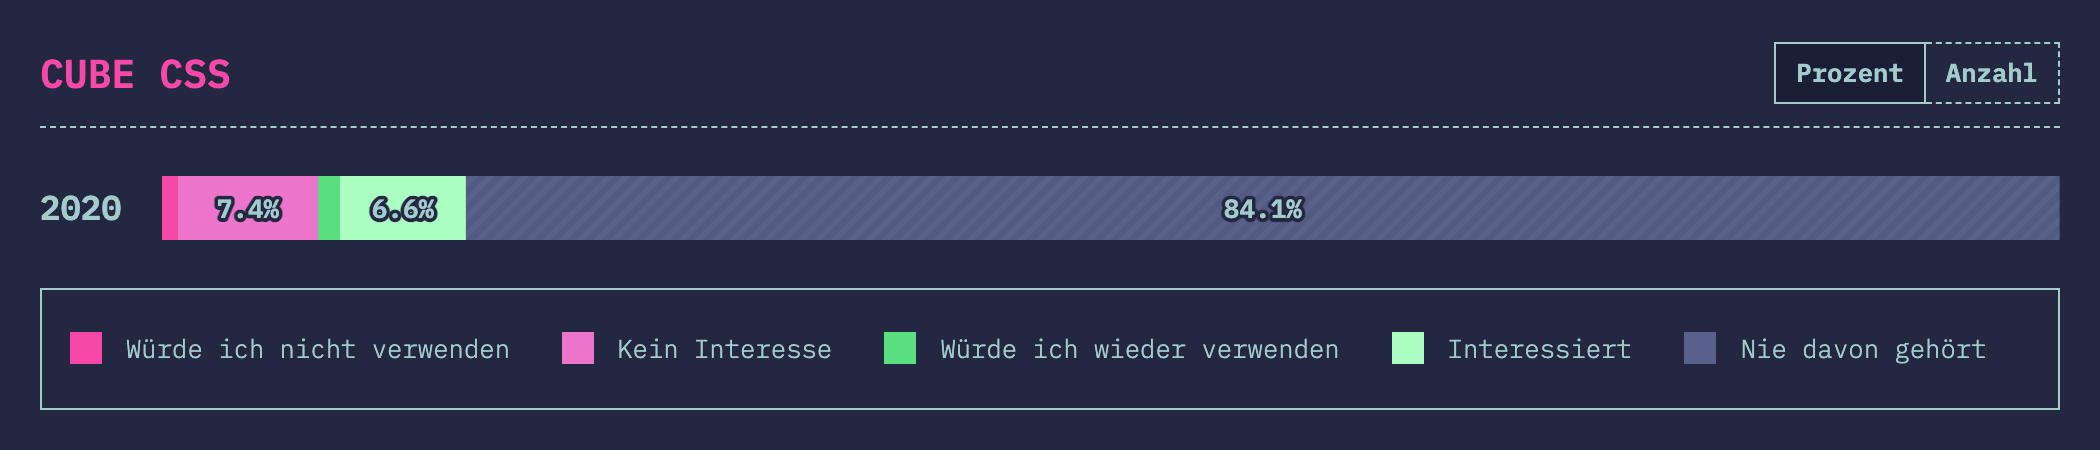 CUBE CSS
Prozent Anzahl
2020 7.4% 6.6% 84.1%
Würde ich nicht verwenden Kein Interesse Würde ich wieder verwenden Interessiert Nie davon gehört